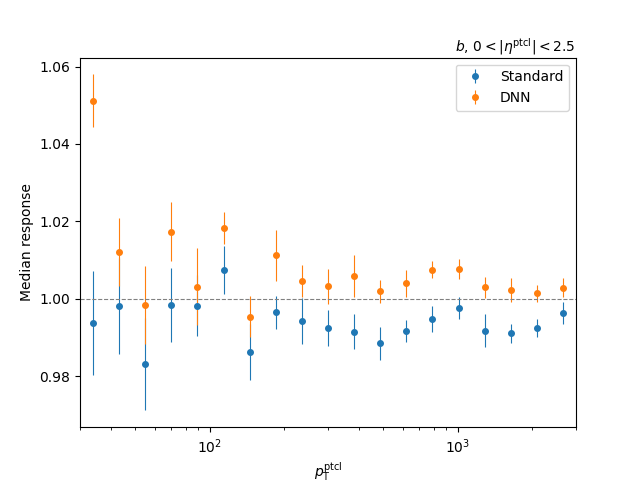 b, 0 < |η^ptcl| < 2.5
1.06
1.04
1.02
1.00
0.98
Median response
Standard
DNN
10^2
10^3
p_T^ptcl